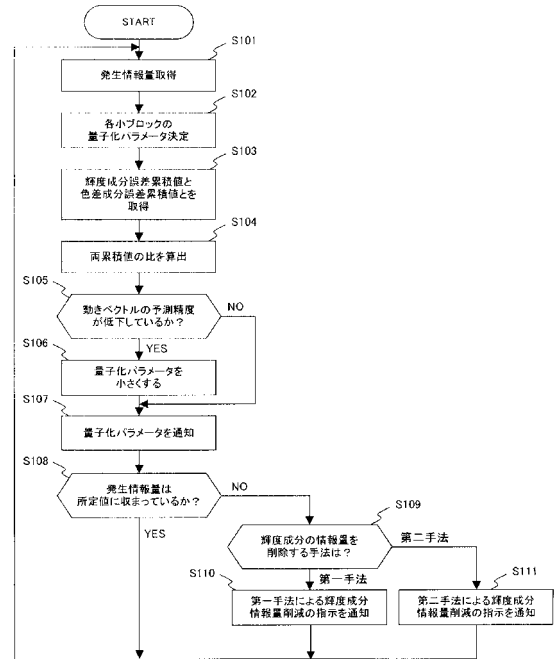 START
S101
発生情報量取得
S102
各小ブロックの
量子化パラメータ決定
S103
輝度成分誤差累積値と
色差成分誤差累積値とを
取得
S104
両累積値の比を算出
S105
動きベクトルの予測精度
が低下しているか？
NO
YES
S106
量子化パラメータを
小さくする
S107
量子化パラメータを通知
S108
発生情報量は
所定値に収まっているか？
NO
YES
S109
輝度成分の情報量を
削除する手法は？
第二手法
第一手法
S110
第一手法による輝度成分
情報量削減の指示を通知
S111
第二手法による輝度成分
情報量削減の指示を通知